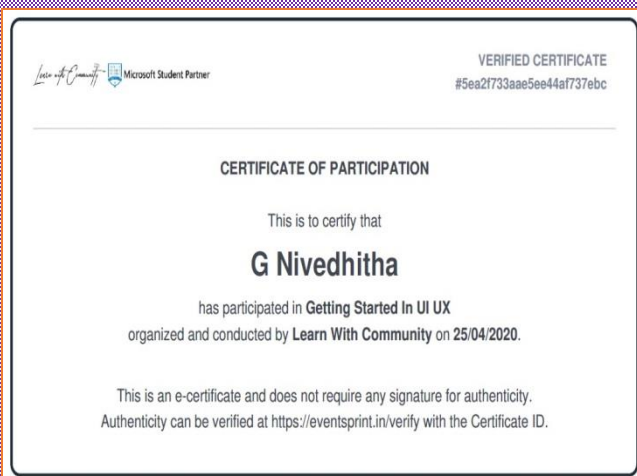 Learn with Community Microsoft Student Partner
VERIFIED CERTIFICATE
#5ea2f733aae5ee44af737ebc
CERTIFICATE OF PARTICIPATION
This is to certify that
G Nivedhitha
has participated in Getting Started In UI UX
organized and conducted by Learn With Community on 25/04/2020.
This is an e-certificate and does not require any signature for authenticity.
Authenticity can be verified at https://eventsprint.in/verify with the Certificate ID.